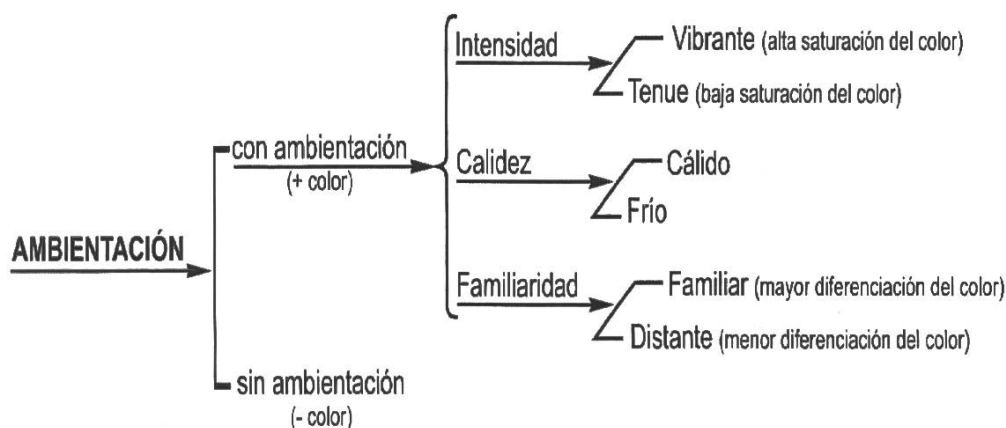 Intensidad
Vibrante (alta saturación del color)
Tenue (baja saturación del color)
con ambientación
(+ color)
Calidez
Cálido
Frío
AMBIENTACIÓN
Familiaridad
Familiar (mayor diferenciación del color)
Distante (menor diferenciación del color)
sin ambientación
(- color)